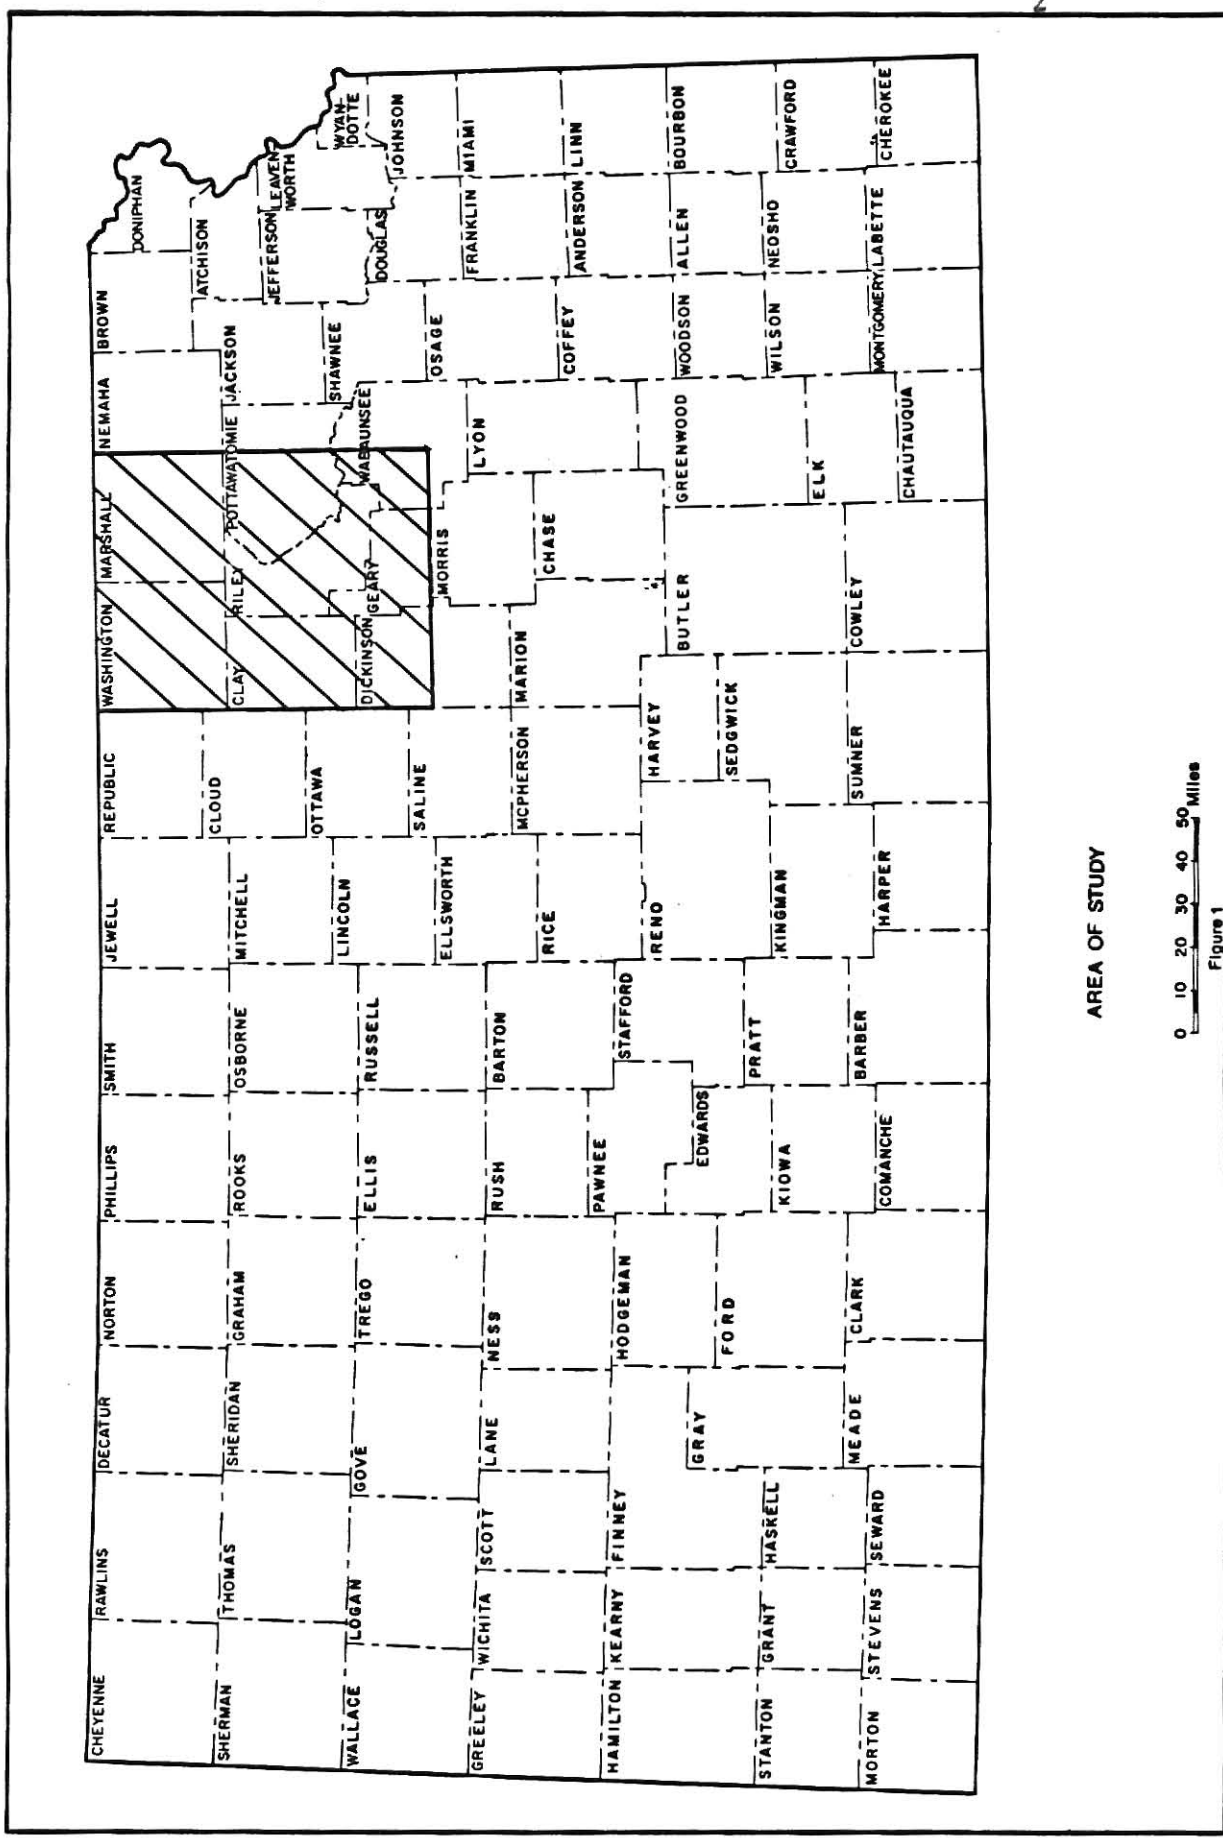 CHEYENNE
RAWLINS
DECATUR
NORTON
PHILLIPS
SMITH
JEWELL
REPUBLIC
WASHINGTON
MARSHALL
NEMAHA
BROWN
DONIPHAN
SHERMAN
THOMAS
SHERIDAN
GRAHAM
ROOKS
OSBORNE
MITCHELL
CLOUD
CLAY
RILEY
POTTAWATOMIE
JACKSON
ATCHISON
JEFFERSON
LEAVEN
WORTH
WYAN-
DOTTE
WALLACE
LOGAN
GOVE
TREGO
ELLIS
RUSSELL
LINCOLN
OTTAWA
SALINE
DICKINSON
GEARY
WABAUNSEE
SHAWNEE
DOUGLAS
JOHNSON
GREELEY
WICHITA
SCOTT
LANE
NESS
RUSH
BARTON
ELLSWORTH
RICE
MCPHERSON
MARION
MORRIS
CHASE
LYON
OSAGE
COFFEY
FRANKLIN
MIAMI
ANDERSON
LINN
HAMILTON
KEARNY
FINNEY
HODGEMAN
PAWNEE
STAFFORD
EDWARDS
RENO
HARVEY
SEDGWICK
BUTLER
GREENWOOD
WOODSON
ALLEN
BOURBON
STANTON
GRANT
HASKELL
GRAY
FORD
KIOWA
PRATT
KINGMAN
WILSON
NEOSHO
CRAWFORD
ELK
MORTON
STEVENS
SEWARD
MEADE
CLARK
COMANCHE
BARBER
HARPER
SUMNER
COWLEY
CHAUTAUQUA
MONTGOMERY
LABETTE
CHEROKEE
AREA OF STUDY
0 10 20 30 40 50 Miles
Figure 1
2